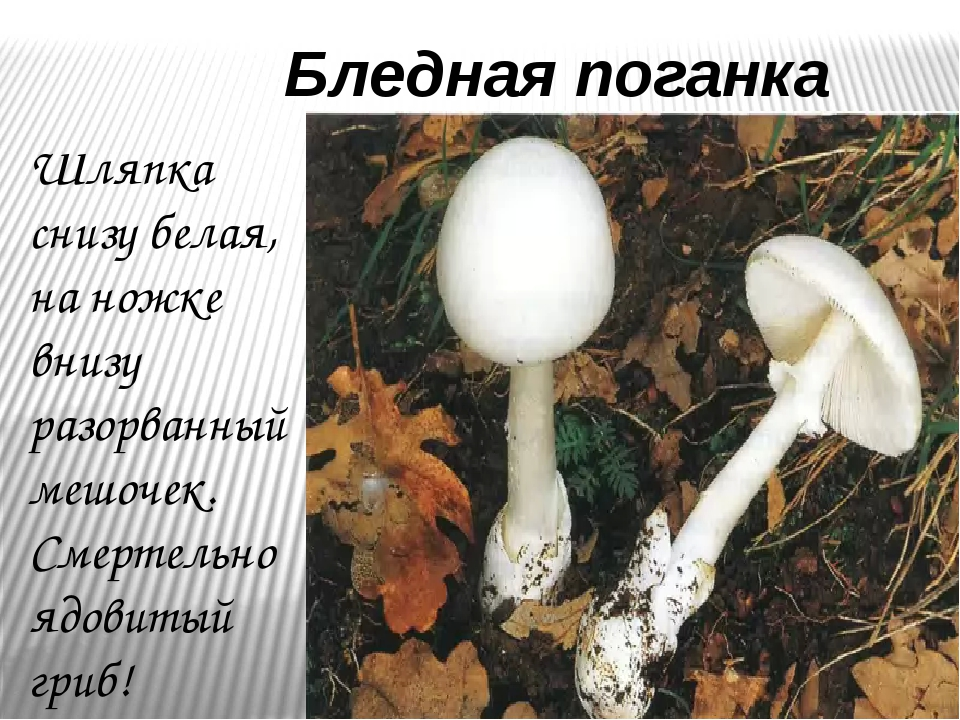 Бледная поганка
Шляпка
снизу белая,
на ножке
внизу
разорванный
мешочек.
Смертельно
ядовитый
гриб!